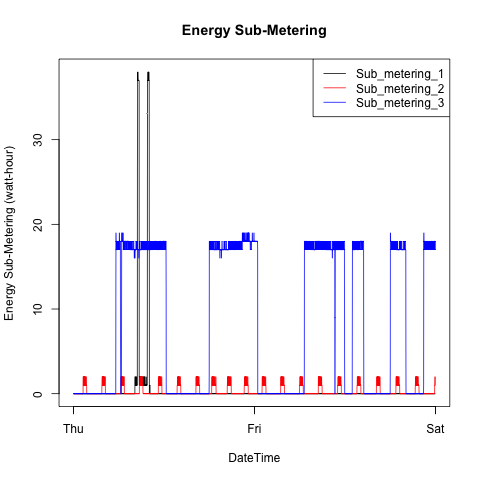 Energy Sub-Metering
Sub_metering_1
Sub_metering_2
Sub_metering_3
Energy Sub-Metering (watt-hour)
30
20
10
0
Thu
Fri
Sat
DateTime